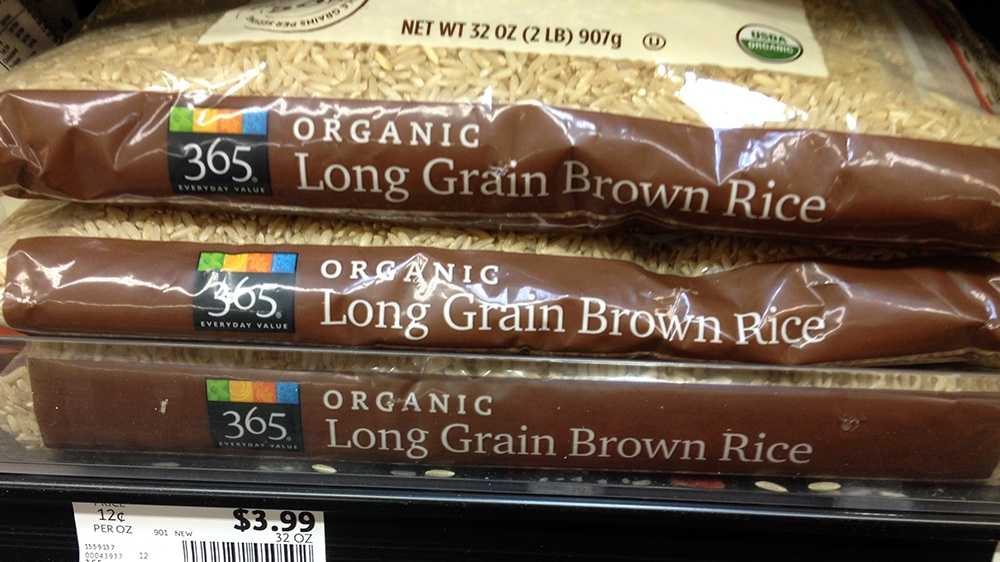 NET WT 32 OZ (2 LB) 907g U
USDA
ORGANIC
365
EVERYDAY VALUE
ORGANIC
Long Grain Brown Rice
365
EVERYDAY VALUE
ORGANIC
Long Grain Brown Rice
365
EVERYDAY VALUE
ORGANIC
Long Grain Brown Rice
12¢
PER OZ
901 NEW
$3.99
32 OZ
12